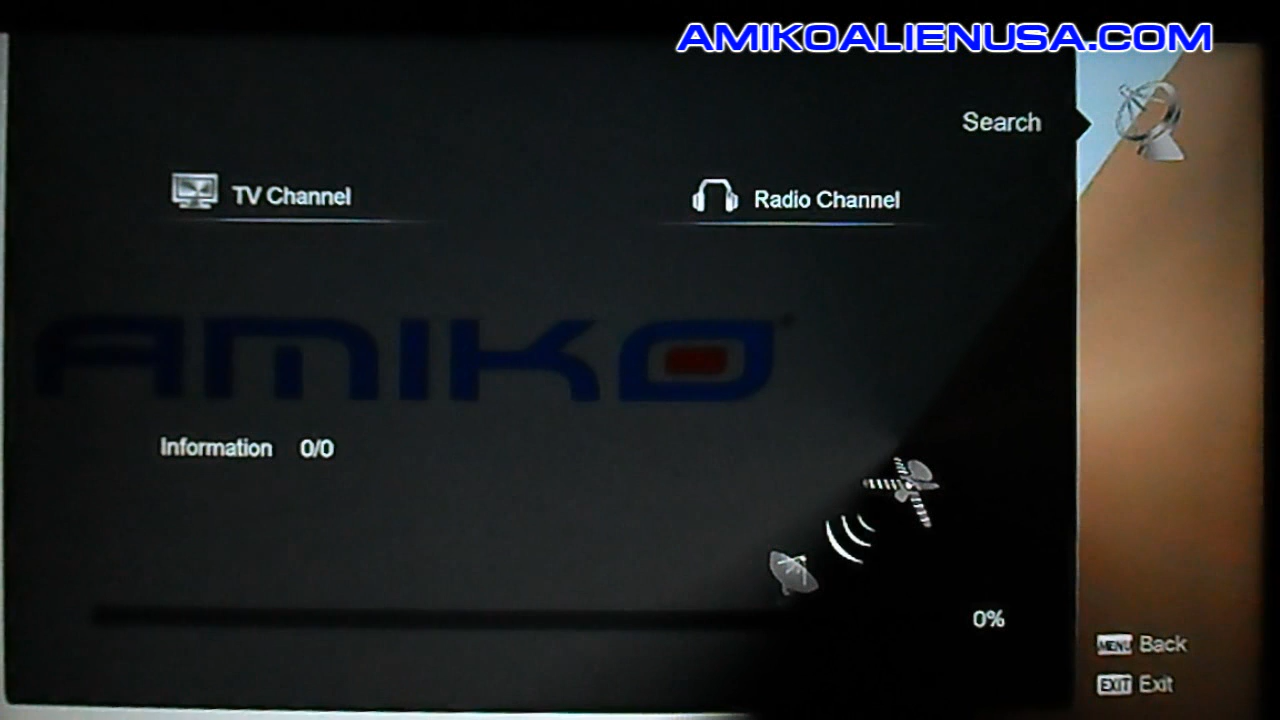 AMIKOALIENUSA.COM
Search
TV Channel
Radio Channel
AMIKO
Information 0/0
0%
MENU Back
EXIT Exit